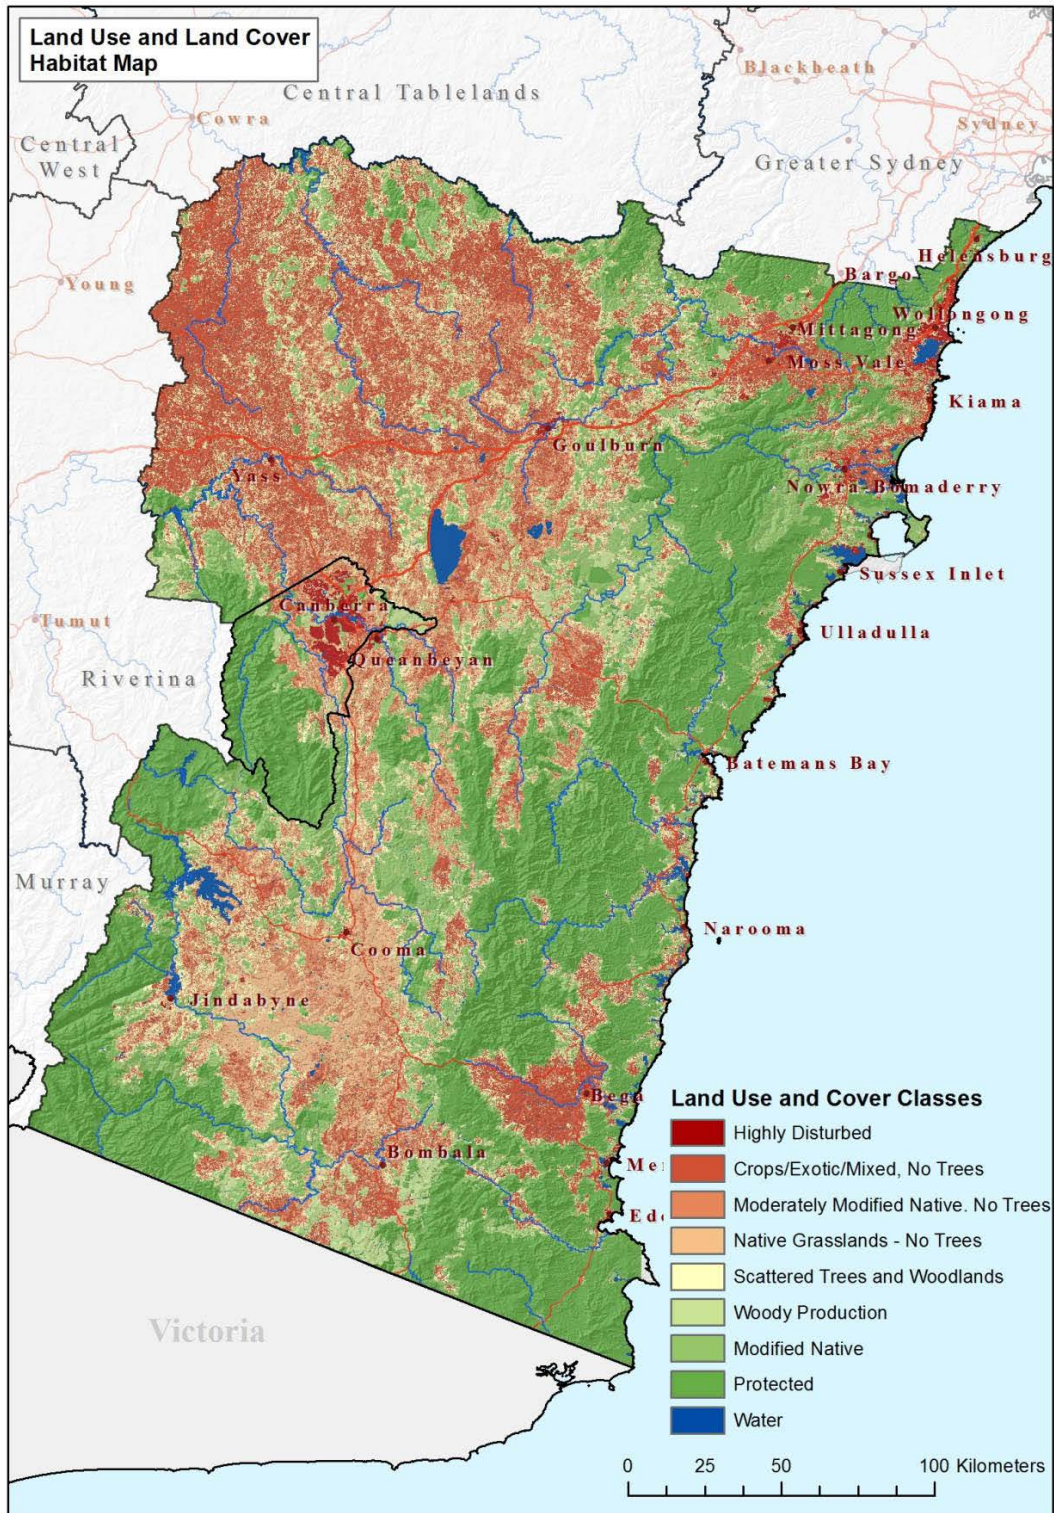 Land Use and Land Cover
Habitat Map
Central Tablelands
Blackheath
Cowra
Sydney
Central
West
Greater Sydney
Helensburg
Bargo
Young
Wollongong
Mittagong
Moss Vale
Kiama
Goulburn
Yass
Nowra-Bomaderry
Sussex Inlet
Canberra
Tumut
Ulladulla
Queanbeyan
Riverina
Batemans Bay
Murray
Narooma
Cooma
Jindabyne
Bega
Bombala
Victoria
Land Use and Cover Classes
Highly Disturbed
Crops/Exotic/Mixed, No Trees
Moderately Modified Native. No Trees
Native Grasslands - No Trees
Scattered Trees and Woodlands
Woody Production
Modified Native
Protected
Water
0 25 50 100 Kilometers